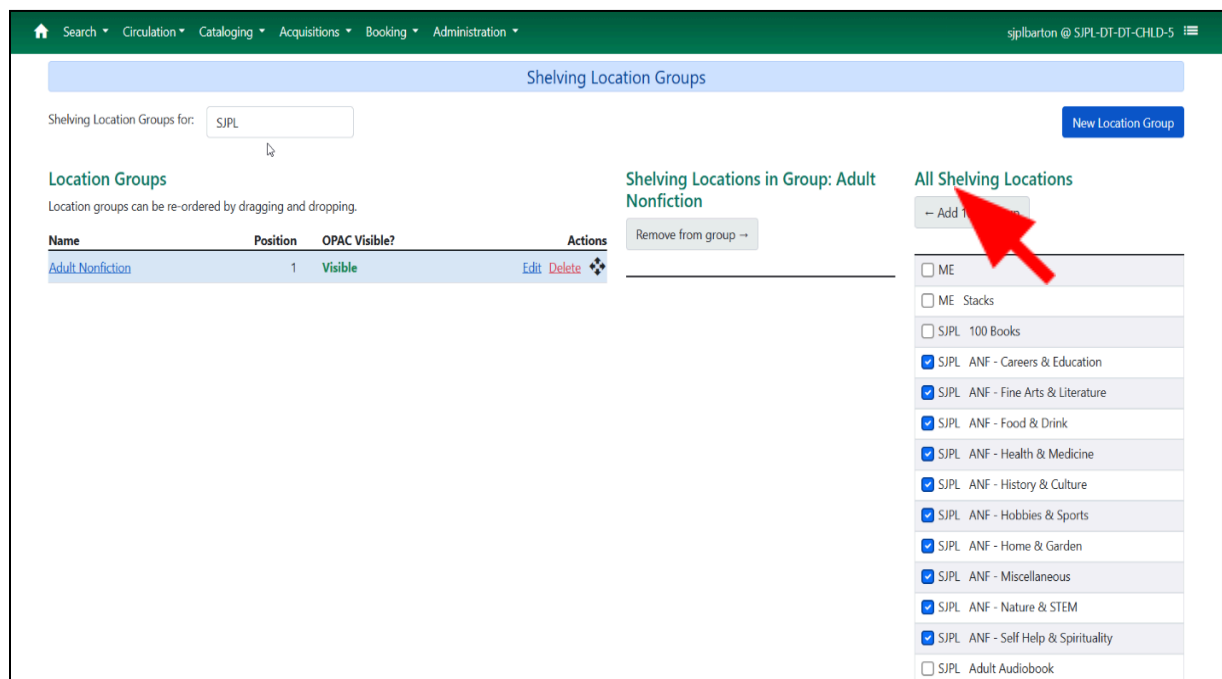 Search Circulation Cataloging Acquisitions Booking Administration sjplbarton @ SJPL-DT-DT-CHLD-5
Shelving Location Groups
Shelving Location Groups for: SJPL
New Location Group
Location Groups
Location groups can be re-ordered by dragging and dropping.
Name Position OPAC Visible? Actions
Adult Nonfiction 1 Visible Edit Delete
Shelving Locations in Group: Adult
Nonfiction
Remove from group →
All Shelving Locations
← Add
ME
ME Stacks
SJPL 100 Books
SJPL ANF - Careers & Education
SJPL ANF - Fine Arts & Literature
SJPL ANF - Food & Drink
SJPL ANF - Health & Medicine
SJPL ANF - History & Culture
SJPL ANF - Hobbies & Sports
SJPL ANF - Home & Garden
SJPL ANF - Miscellaneous
SJPL ANF - Nature & STEM
SJPL ANF - Self Help & Spirituality
SJPL Adult Audiobook